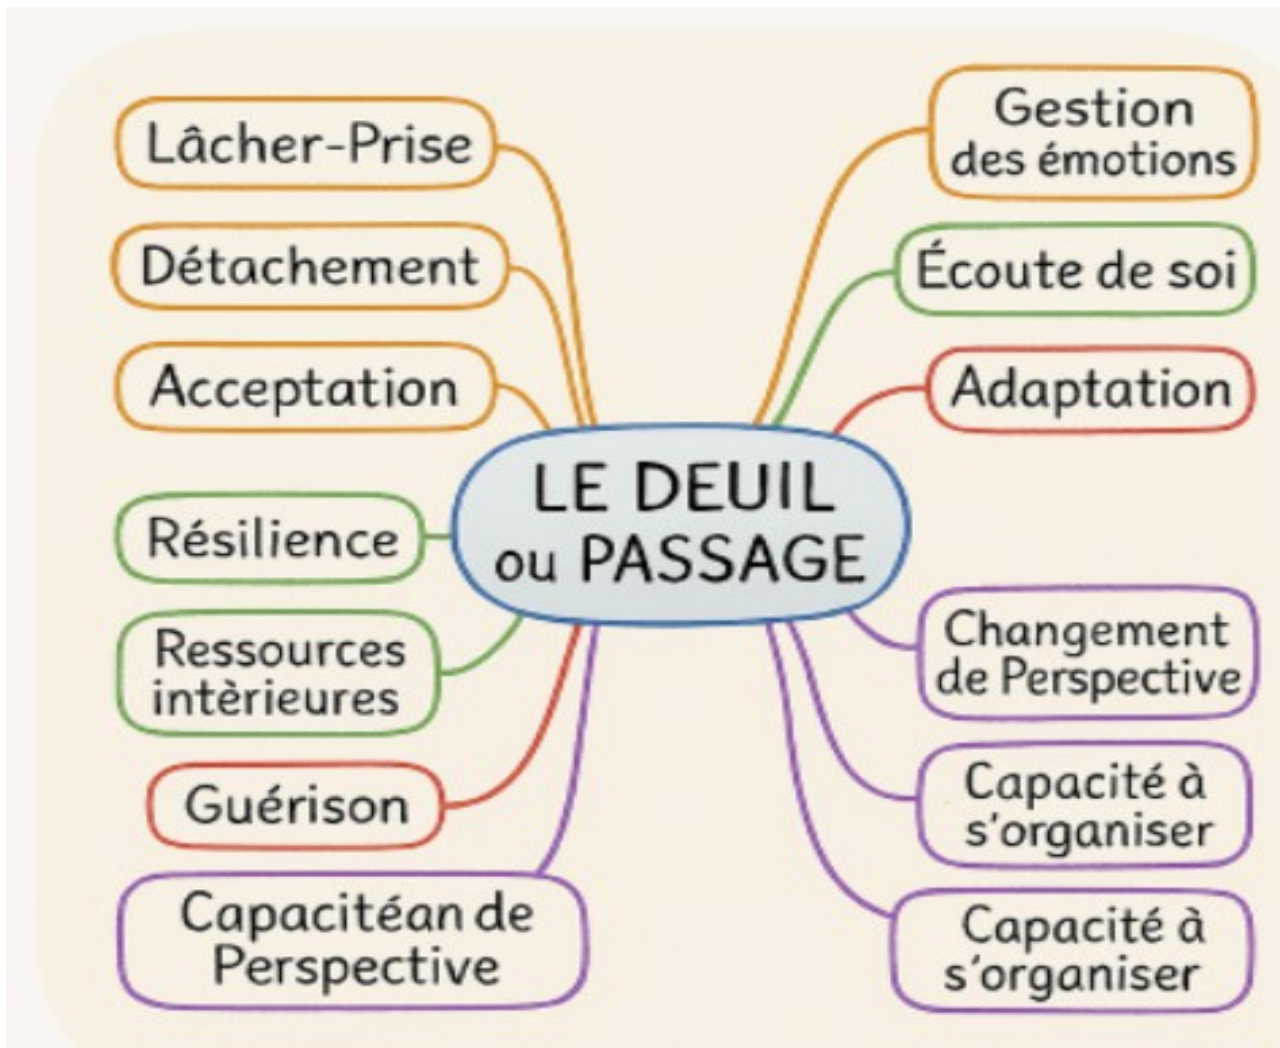 Lâcher-Prise
Détachement
Acceptation
Résilience
Ressources
intèrieures
Guérison
Capacitéan de
Perspective
LE DEUIL
ou PASSAGE
Gestion
des émotions
Écoute de soi
Adaptation
Changement
de Perspective
Capacité à
s'organiser
Capacité à
s'organiser